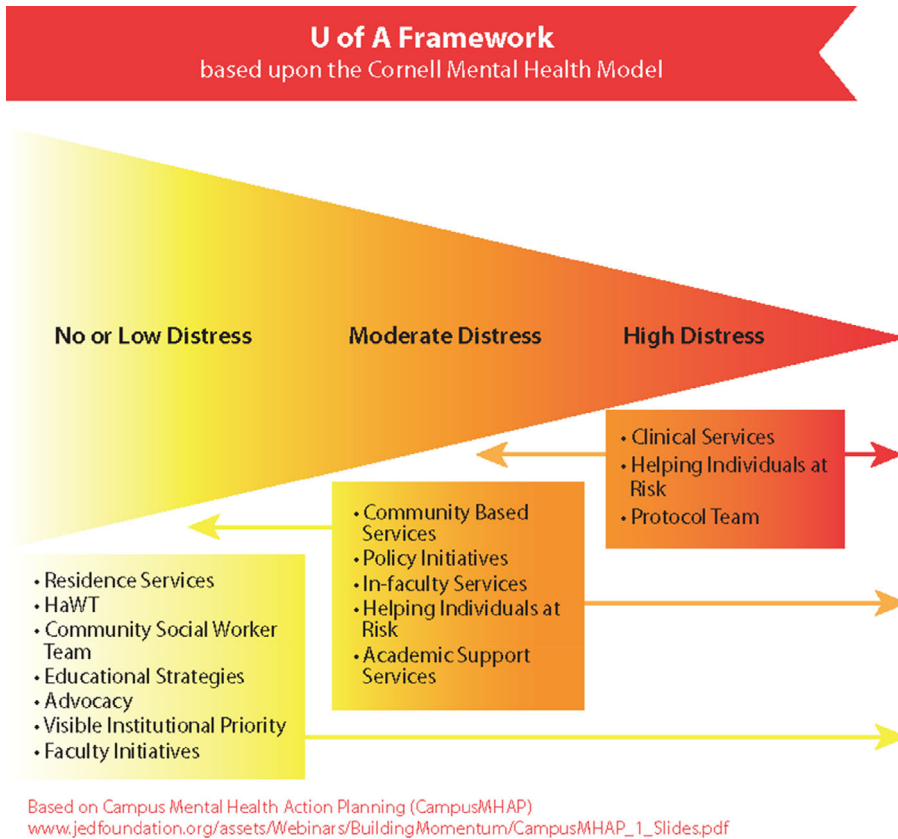 U of A Framework
based upon the Cornell Mental Health Model
No or Low Distress
Moderate Distress
High Distress
• Clinical Services
• Helping Individuals at
Risk
• Protocol Team
• Community Based
Services
• Policy Initiatives
• In-faculty Services
• Helping Individuals at
Risk
• Academic Support
Services
• Residence Services
• HaWT
• Community Social Worker
Team
• Educational Strategies
• Advocacy
• Visible Institutional Priority
• Faculty Initiatives
Based on Campus Mental Health Action Planning (CampusMHAP)
www.jedfoundation.org/assets/Webinars/BuildingMomentum/CampusMHAP_1_Slides.pdf